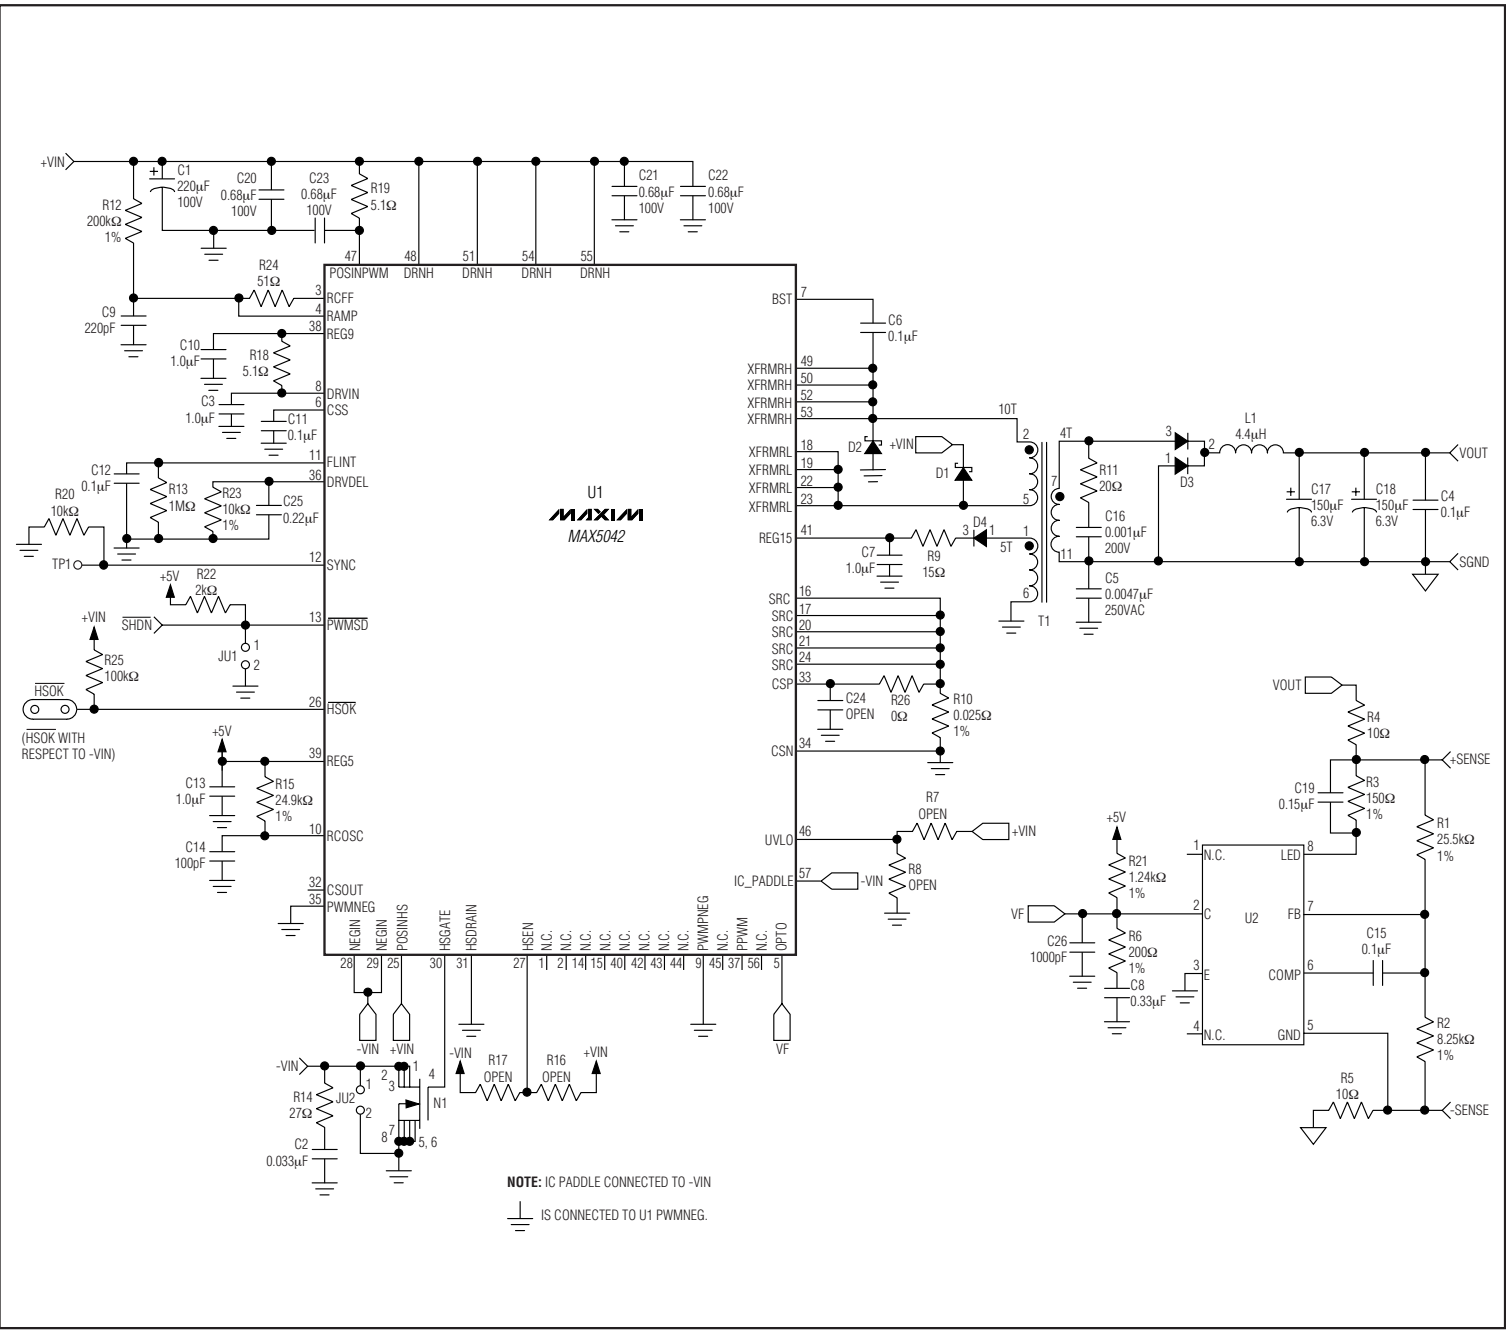 +VIN
R12
200kΩ
1%
+
C1
220µF
100V
C20
0.68µF
100V
C23
0.68µF
100V
R19
5.1Ω
C21
0.68µF
100V
C22
0.68µF
100V
47
POSINPWM
48
DRNH
51
DRNH
54
DRNH
55
DRNH
R24
51Ω
3
RCFF
4
RAMP
C9
220pF
38
REG9
C10
1.0µF
R18
5.1Ω
8
DRVIN
6
CSS
C3
1.0µF
C11
0.1µF
11
FLINT
36
DRVDEL
C12
0.1µF
R20
10kΩ
R13
1MΩ
R23
10kΩ
1%
C25
0.22µF
TP1
12
SYNC
+5V
R22
2kΩ
SHDN
13
PWMSD
JU1
1
2
+VIN
R25
100kΩ
HSOK
(HSOK WITH
RESPECT TO -VIN)
26
HSOK
+5V
39
REG5
C13
1.0µF
R15
24.9kΩ
1%
10
RCOSC
C14
100pF
32
CSOUT
35
PWMNEG
U1
MAXIM
MAX5042
BST
7
C6
0.1µF
XFRMRH
49
XFRMRH
50
XFRMRH
52
XFRMRH
53
10T
XFRMRL
18
XFRMRL
19
XFRMRL
22
XFRMRL
23
D2
+VIN
D1
2
5
REG15
41
C7
1.0µF
R9
15Ω
3
D4
1
5T
1
6
T1
4T
7
11
R11
20Ω
C16
0.001µF
200V
C5
0.0047µF
250VAC
3
1
2
D3
L1
4.4µH
+
C17
150µF
6.3V
+
C18
150µF
6.3V
C4
0.1µF
VOUT
SGND
SRC
16
SRC
17
SRC
20
SRC
21
SRC
24
CSP
33
C24
OPEN
R26
0Ω
R10
0.025Ω
1%
CSN
34
R7
OPEN
+VIN
UVLO
46
R8
OPEN
IC_PADDLE
57
-VIN
NEGIN
28
NEGIN
29
POSINHS
25
HSGATE
30
HSDRAIN
31
HSEN
27
N.C.
1
N.C.
2
N.C.
14
N.C.
15
N.C.
40
N.C.
42
N.C.
43
N.C.
44
PWMPNEG
9
N.C.
45
PPWM
37
N.C.
56
OPTO
5
-VIN
+VIN
VF
-VIN
R14
27Ω
C2
0.033µF
JU2
1
2
1
2
3
4
N1
7
8
5, 6
-VIN
R17
OPEN
R16
OPEN
+VIN
VOUT
R4
10Ω
+SENSE
C19
0.15µF
R3
150Ω
1%
R1
25.5kΩ
1%
+5V
R21
1.24kΩ
1%
VF
C26
1000pF
R6
200Ω
1%
C8
0.33µF
1
N.C.
2
C
3
E
4
N.C.
U2
LED
8
FB
7
COMP
6
GND
5
C15
0.1µF
R2
8.25kΩ
1%
R5
10Ω
-SENSE
NOTE: IC PADDLE CONNECTED TO -VIN
IS CONNECTED TO U1 PWMNEG.